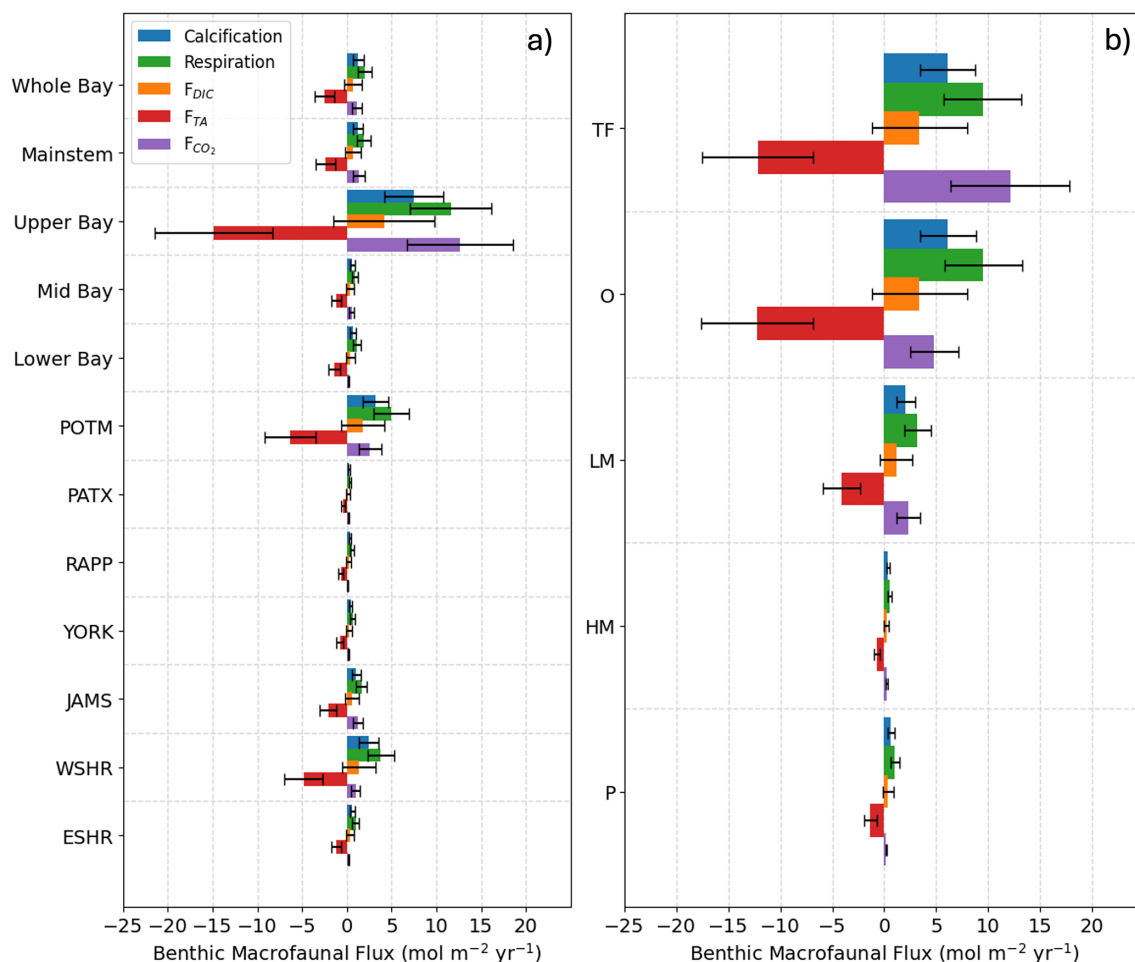 a)
Calcification
Respiration
F_DIC
F_TA
F_CO₂
Whole Bay
Mainstem
Upper Bay
Mid Bay
Lower Bay
POTM
PATX
RAPP
YORK
JAMS
WSHR
ESHR
−25 −20 −15 −10 −5 0 5 10 15 20
Benthic Macrofaunal Flux (mol m⁻² yr⁻¹)
b)
TF
O
LM
HM
P
−25 −20 −15 −10 −5 0 5 10 15 20
Benthic Macrofaunal Flux (mol m⁻² yr⁻¹)